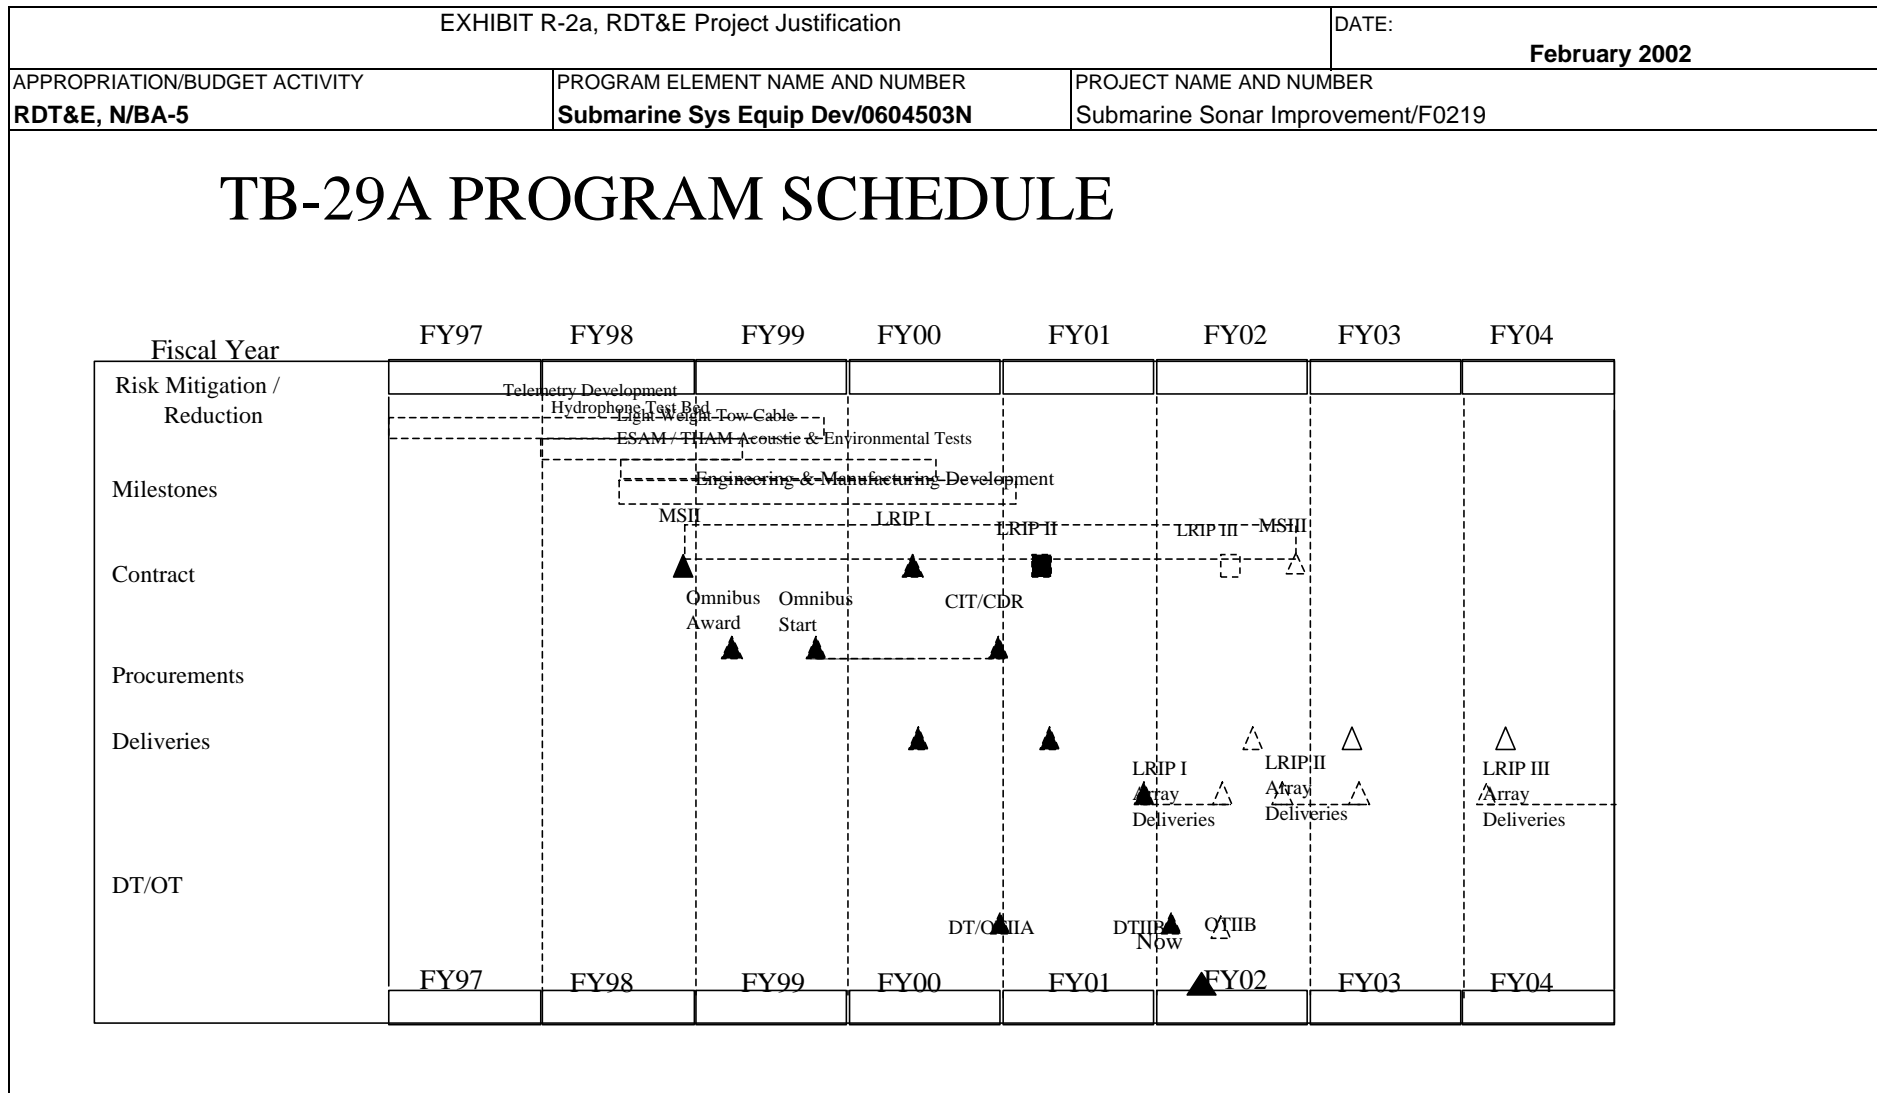 EXHIBIT R-2a, RDT&E Project Justification
DATE:
February 2002
APPROPRIATION/BUDGET ACTIVITY
PROGRAM ELEMENT NAME AND NUMBER
PROJECT NAME AND NUMBER
RDT&E, N/BA-5
Submarine Sys Equip Dev/0604503N
Submarine Sonar Improvement/F0219
TB-29A PROGRAM SCHEDULE
Fiscal Year
FY97 FY98 FY99 FY00 FY01 FY02 FY03 FY04
Risk Mitigation /
Reduction
Telemetry Development
Hydrophone Test Bed
Light Weight Tow Cable
ESAM / THAM Acoustic & Environmental Tests
Milestones
Engineering & Manufacturing Development
MSII LRIP I LRIP II LRIP III MSIII
Contract
Omnibus
Award
Omnibus
Start
CIT/CDR
Procurements
Deliveries
LRIP I
Array
Deliveries
LRIP II
Array
Deliveries
LRIP III
Array
Deliveries
DT/OT
DT/OTIIA DTIIB OTIIB
Now
FY97 FY98 FY99 FY00 FY01 FY02 FY03 FY04